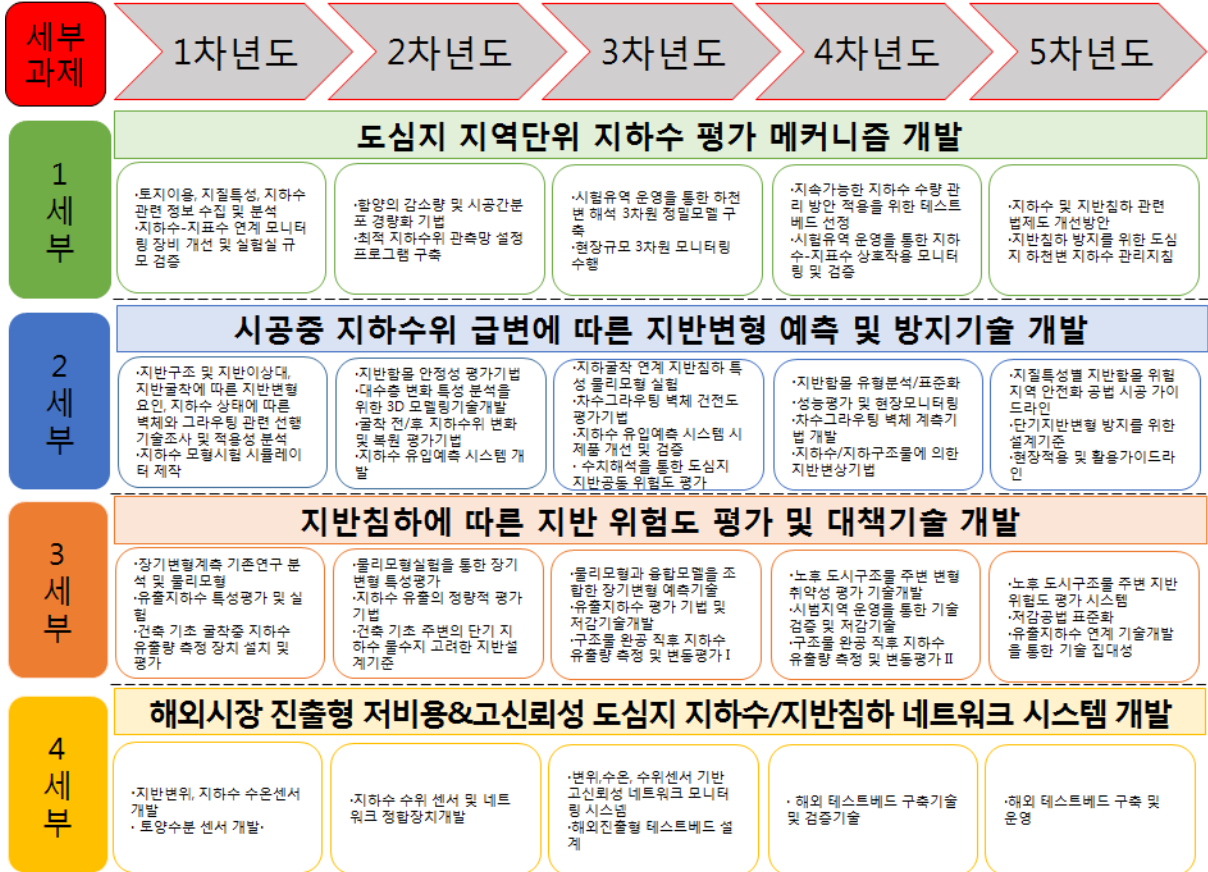 세부
과제
1차년도
2차년도
3차년도
4차년도
5차년도
1
세
부
도심지 지역단위 지하수 평가 메커니즘 개발
·토지이용, 지질특성, 지하수
관련 정보 수집 및 분석
·지하수-지표수 연계 모니터
링 장비 개선 및 실험실 규
모 검증
·함양의 감소량 및 시공간분
포 경량화 기법
·최적 지하수위 관측망 설정
프로그램 구축
·시험유역 운영을 통한 하천
변 해석 3차원 정밀모델 구
축
·현장규모 3차원 모니터링
수행
·지속가능한 지하수 수량 관
리 방안 적용을 위한 테스트
베드 선정
·시험유역 운영을 통한 지하
수-지표수 상호작용 모니터
링 및 검증
·지하수 및 지반침하 관련
법제도 개선방안
·지반침하 방지를 위한 도심
지 하천변 지하수 관리지침
2
세
부
시공중 지하수위 급변에 따른 지반변형 예측 및 방지기술 개발
·지반구조 및 지반이상대,
지반굴착에 따른 지반변형
요인, 지하수 상태에 따른
벽체와 그라우팅 관련 선행
기술조사 및 적용성 분석
·지하수 모형시험 시뮬레이
터 제작
·지반함몰 안정성 평가기법
·대수층 변화 특성 분석을
위한 3D 모델링기술개발
·굴착 전/후 지하수위 변화
및 복원 평가기법
·지하수 유입예측 시스템 개
발
·지하굴착 연계 지반침하 특
성 물리모형 실험
·차수그라우팅 벽체 건전도
평가기법
·지하수 유입예측 시스템 시
제품 개선 및 검증
· 수치해석을 통한 도심지
지반공동 위험도 평가
·지반함몰 유형분석/표준화
·성능평가 및 현장모니터링
·차수그라우팅 벽체 계측기
법 개발
·지하수/지하구조물에 의한
지반변상기법
·지질특성별 지반함몰 위험
지역 안전화 공법 시공 가이
드라인
·단기지반변형 방지를 위한
설계기준
·현장적용 및 활용가이드라
인
3
세
부
지반침하에 따른 지반 위험도 평가 및 대책기술 개발
·장기변형계측 기존연구 분
석 및 물리모형
·유출지하수 특성평가 및 실
험
·건축 기초 굴착중 지하수
유출량 측정 장치 설치 및
평가
·물리모형실험을 통한 장기
변형 특성평가
·지하수 유출의 정량적 평가
기법
·건축 기초 주변의 단기 지
하수 물수지 고려한 지반설
계기준
·물리모형과 융합모델을 조
합한 장기변형 예측기술
·유출지하수 평가 기법 및
저감기술개발
·구조물 완공 직후 지하수
유출량 측정 및 변동평가 I
·노후 도시구조물 주변 변형
취약성 평가 기술개발
·시범지역 운영을 통한 기술
검증 및 저감기술
·구조물 완공 직후 지하수
유출량 측정 및 변동평가 II
·노후 도시구조물 주변 지반
위험도 평가 시스템
·저감공법 표준화
·유출지하수 연계 기술개발
을 통한 기술 집대성
4
세
부
해외시장 진출형 저비용&고신뢰성 도심지 지하수/지반침하 네트워크 시스템 개발
·지반변위, 지하수 수온센서
개발
· 토양수분 센서 개발·
·지하수 수위 센서 및 네트
워크 정합장치개발
·변위,수온, 수위센서 기반
고신뢰성 네트워크 모니터
링 시스넴
·해외진출형 테스트베드 설
계
· 해외 테스트베드 구축기술
및 검증기술
·해외 테스트베드 구축 및
운영